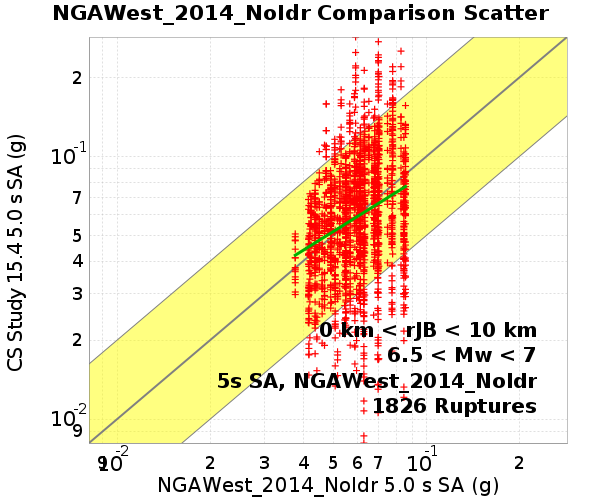 NGAWest_2014_NoIdr Comparison Scatter
CS Study 15.4 5.0 s SA (g)
2
10-1
7
5
4
3
2
10-2
9
0 km < rJB < 10 km
6.5 < Mw < 7
5s SA, NGAWest_2014_NoIdr
1826 Ruptures
9 10-2 2 3 4 5 6 7 10-1 2
NGAWest_2014_NoIdr 5.0 s SA (g)